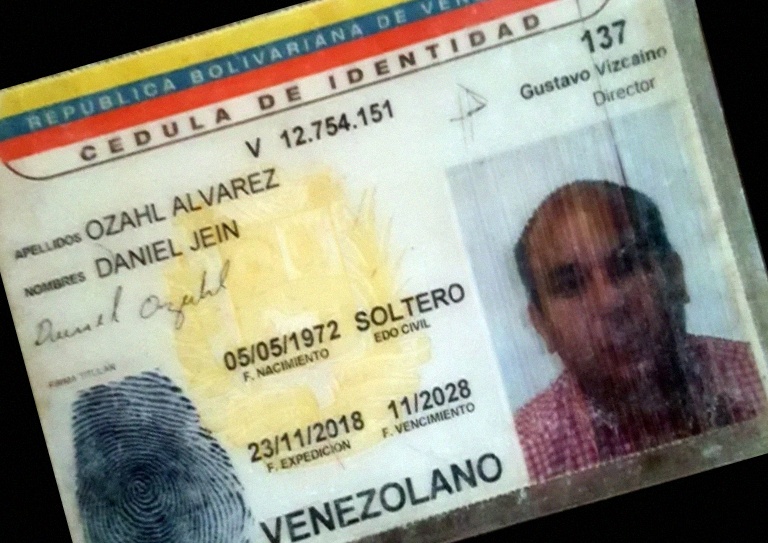 REPUBLICA BOLIVARIANA DE VEN
CEDULA DE IDENTIDAD
137
Gustavo Vizcaino
Director
V 12.754.151
APELLIDOS OZAHL ALVAREZ
NOMBRES DANIEL JEIN
Daniel Ozahl
FIRMA TITULAR
05/05/1972 SOLTERO
F. NACIMIENTO EDO CIVIL
23/11/2018 11/2028
F. EXPEDICION F. VENCIMIENTO
VENEZOLANO